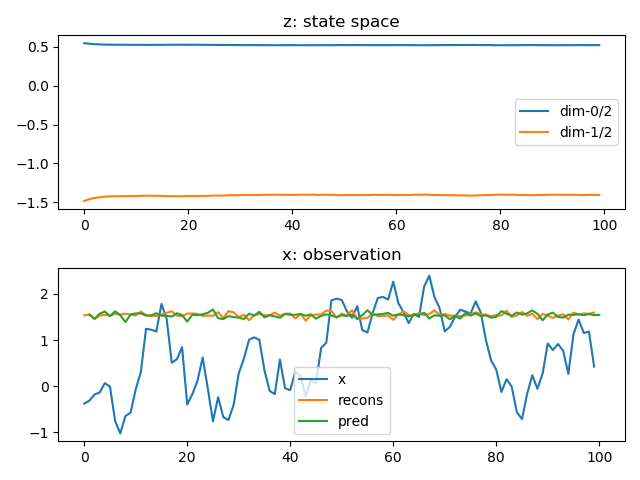 z: state space
0.5
0.0
−0.5
−1.0
−1.5
dim-0/2
dim-1/2
0 20 40 60 80 100
x: observation
2
1
0
−1
x
recons
pred
0 20 40 60 80 100